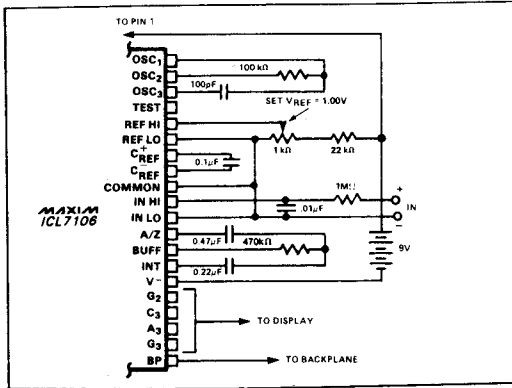 TO PIN 1
OSC1
100 kΩ
OSC2
100pF
OSC3
TEST
SET VREF = 1.00V
REF HI
REF LO
1 kΩ
22 kΩ
C+REF
0.1µF
C-REF
COMMON
1MΩ
+
IN HI
IN
.01µF
MAXIM
ICL7106
IN LO
-
A/Z
0.47µF
470kΩ
BUFF
9V
INT
0.22µF
V-
G2
C3
TO DISPLAY
A3
G3
BP
TO BACKPLANE